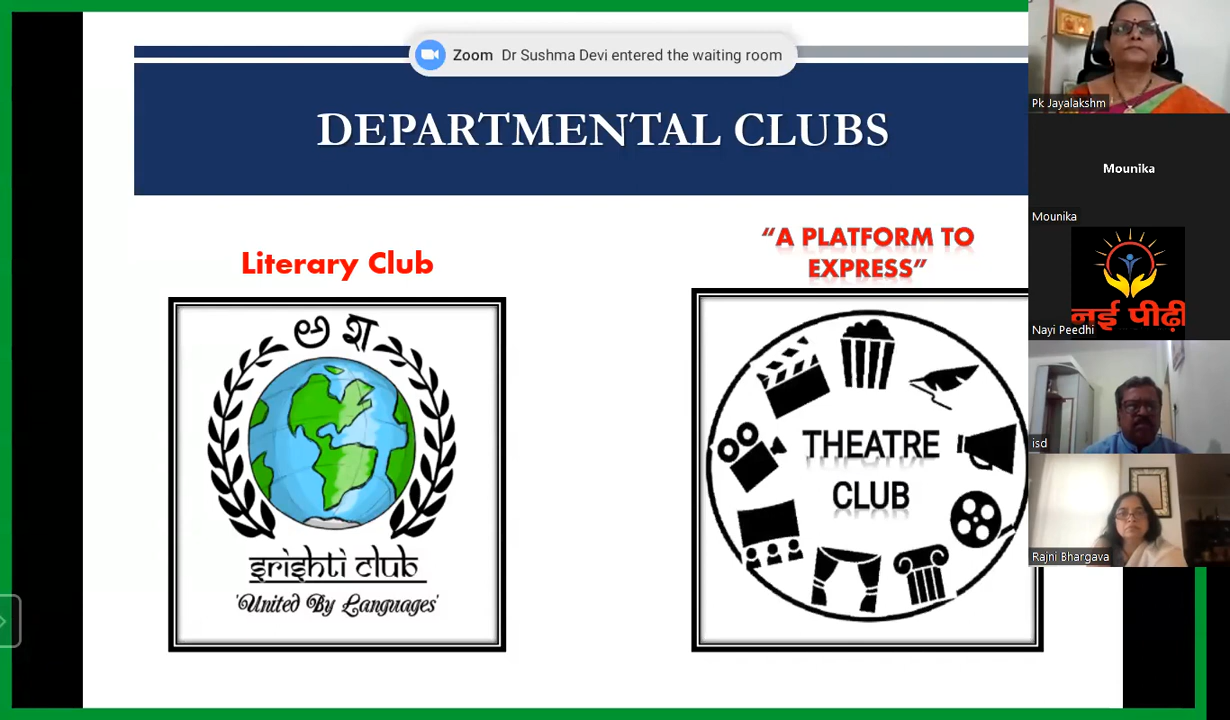 Zoom Dr Sushma Devi entered the waiting room
DEPARTMENTAL CLUBS
Literary Club
“A PLATFORM TO
EXPRESS”
అ श
srishti club
'United By Languages'
THEATRE
CLUB
Pk Jayalakshm
Mounika
Mounika
नई पीढ़ी
Nayi Peedhi
isd
Rajni Bhargava